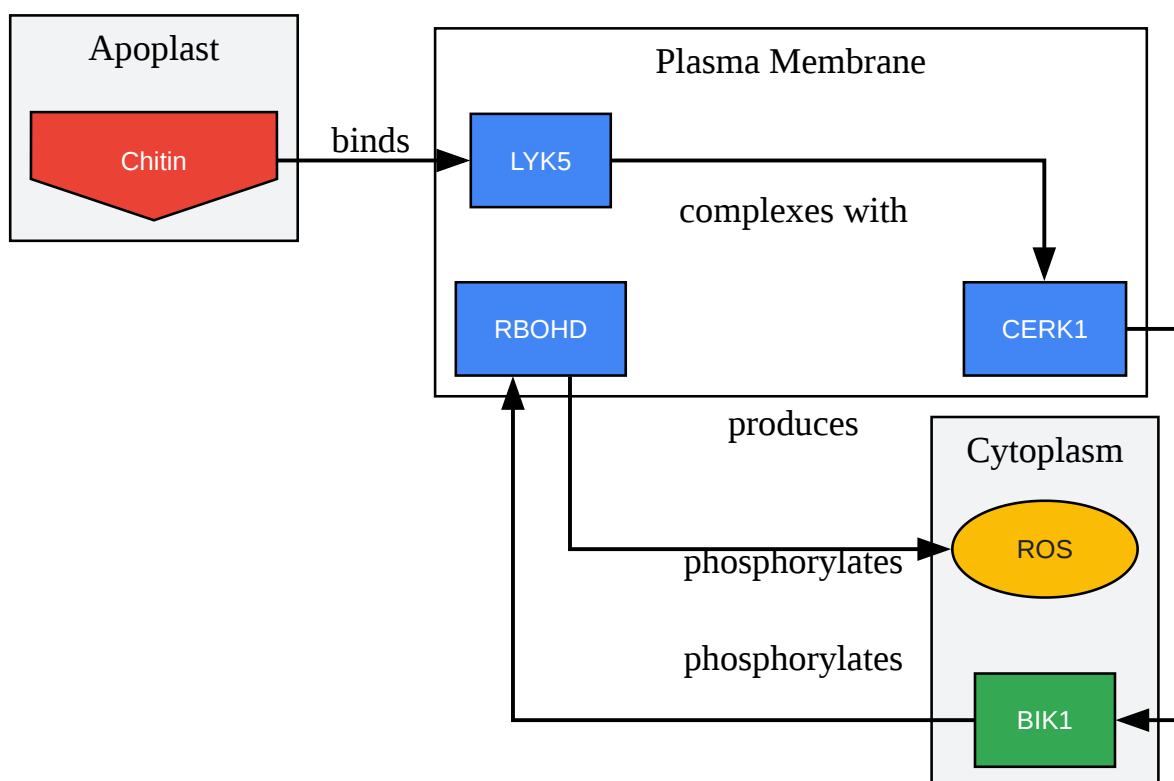 Apoplast
Plasma Membrane
Chitin
binds
LYK5
complexes with
RBOHD
CERK1
produces
Cytoplasm
ROS
phosphorylates
phosphorylates
BIK1